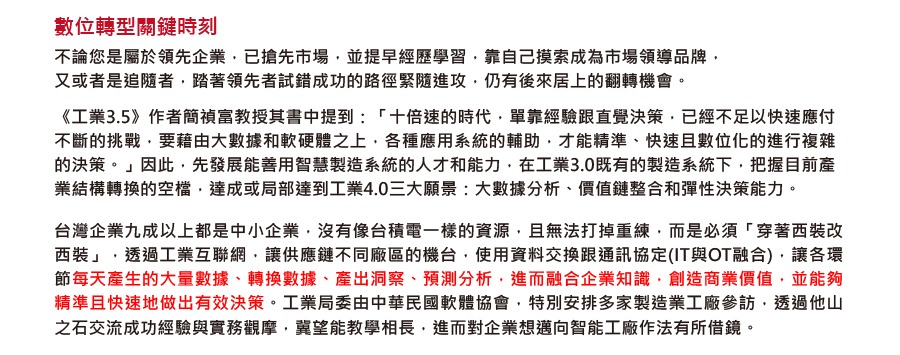 數位轉型關鍵時刻
不論您是屬於領先企業，已搶先市場，並提早經歷學習，靠自己摸索成為市場領導品牌，
又或者是追隨者，踏著領先者試錯成功的路徑緊隨進攻，仍有後來居上的翻轉機會。
《工業3.5》作者簡禎富教授其書中提到：「十倍速的時代，單靠經驗跟直覺決策，已經不足以快速應付
不斷的挑戰，要藉由大數據和軟硬體之上，各種應用系統的輔助，才能精準、快速且數位化的進行複雜
的決策。」因此，先發展能善用智慧製造系統的人才和能力，在工業3.0既有的製造系統下，把握目前產
業結構轉換的空檔，達成或局部達到工業4.0三大願景：大數據分析、價值鏈整合和彈性決策能力。
台灣企業九成以上都是中小企業，沒有像台積電一樣的資源，且無法打掉重練，而是必須「穿著西裝改
西裝」，透過工業互聯網，讓供應鏈不同廠區的機台，使用資料交換跟通訊協定(IT與OT融合)，讓各環
節每天產生的大量數據、轉換數據、產出洞察、預測分析，進而融合企業知識，創造商業價值，並能夠
精準且快速地做出有效決策。工業局委由中華民國軟體協會，特別安排多家製造業工廠參訪，透過他山
之石交流成功經驗與實務觀摩，冀望能教學相長，進而對企業想邁向智能工廠作法有所借鏡。